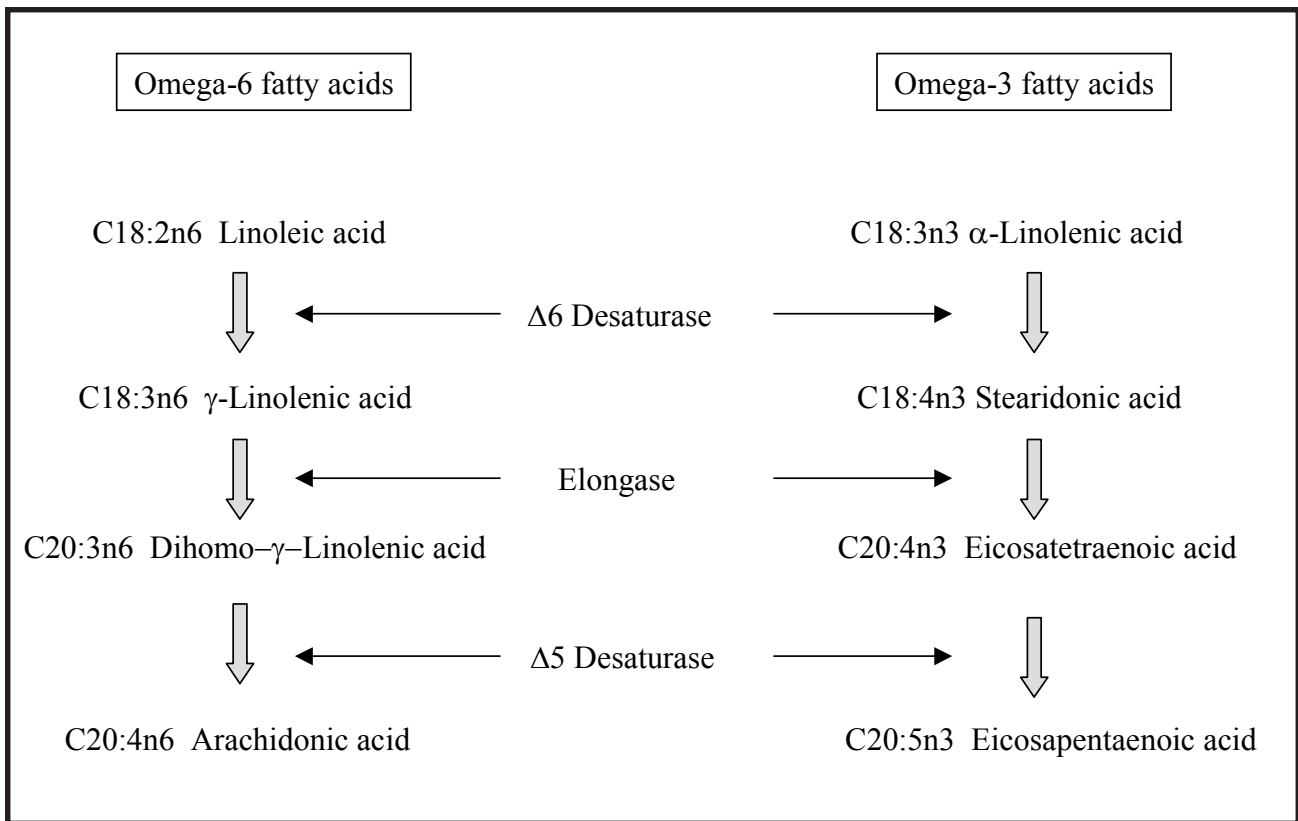 Omega-6 fatty acids
Omega-3 fatty acids
C18:2n6 Linoleic acid
C18:3n3 α-Linolenic acid
Δ6 Desaturase
C18:3n6 γ-Linolenic acid
C18:4n3 Stearidonic acid
Elongase
C20:3n6 Dihomo−γ−Linolenic acid
C20:4n3 Eicosatetraenoic acid
Δ5 Desaturase
C20:4n6 Arachidonic acid
C20:5n3 Eicosapentaenoic acid